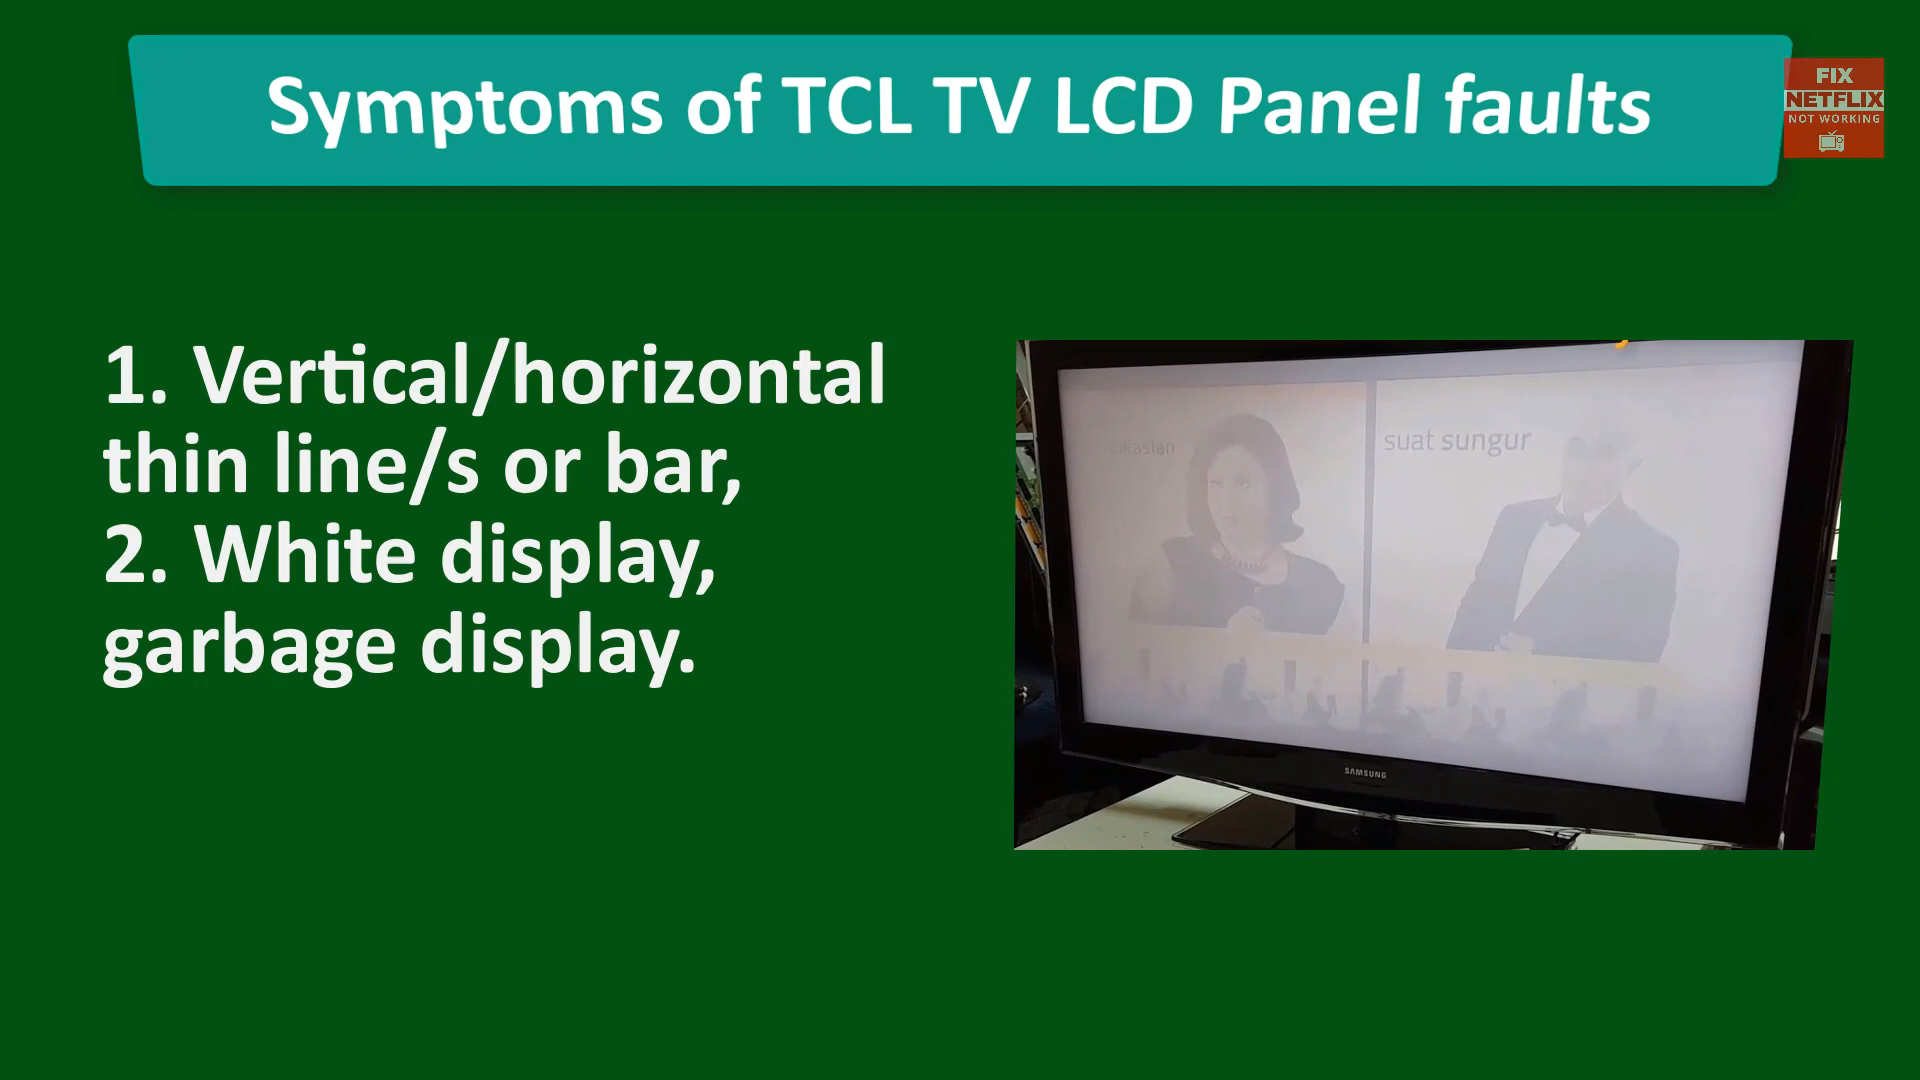 Symptoms of TCL TV LCD Panel faults
FIX
NETFLIX
NOT WORKING
1. Vertical/horizontal
thin line/s or bar,
2. White display,
garbage display.
suat sungur
SAMSUNG